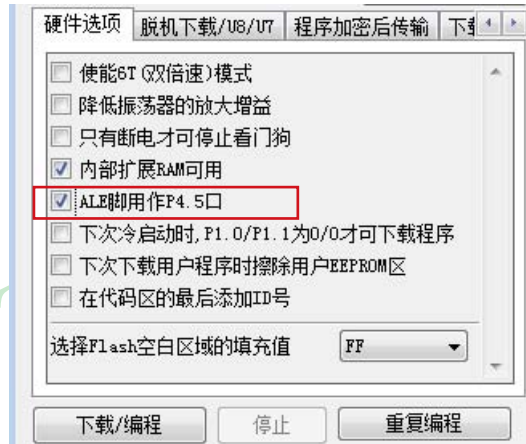 硬件选项 脱机下载/U8/U7 程序加密后传输
使能6T(双倍速)模式
降低振荡器的放大增益
只有断电才可停止看门狗
内部扩展RAM可用
ALE脚用作P4.5口
下次冷启动时,P1.0/P1.1为0/0才可下载程序
下次下载用户程序时擦除用户EEPROM区
在代码区的最后添加ID号
选择Flash空白区域的填充值 FF
下载/编程 停止 重复编程